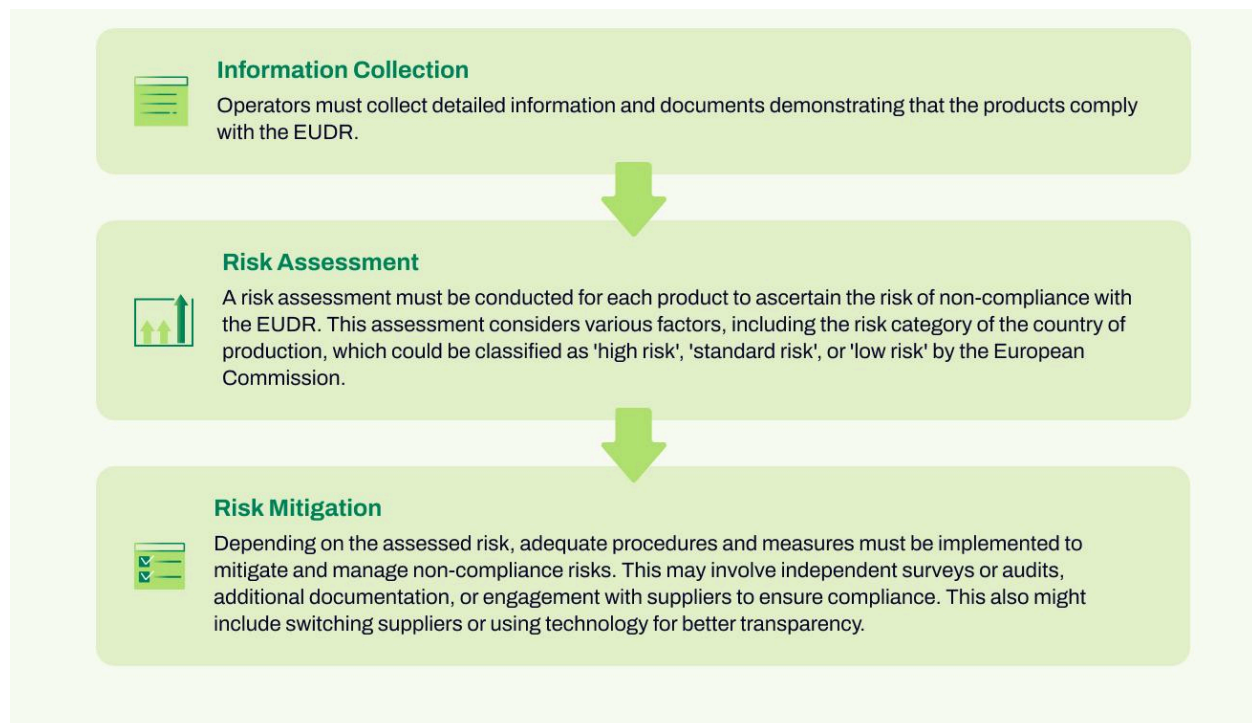 Information Collection
Operators must collect detailed information and documents demonstrating that the products comply
with the EUDR.
Risk Assessment
A risk assessment must be conducted for each product to ascertain the risk of non-compliance with
the EUDR. This assessment considers various factors, including the risk category of the country of
production, which could be classified as 'high risk', 'standard risk', or 'low risk' by the European
Commission.
Risk Mitigation
Depending on the assessed risk, adequate procedures and measures must be implemented to
mitigate and manage non-compliance risks. This may involve independent surveys or audits,
additional documentation, or engagement with suppliers to ensure compliance. This also might
include switching suppliers or using technology for better transparency.